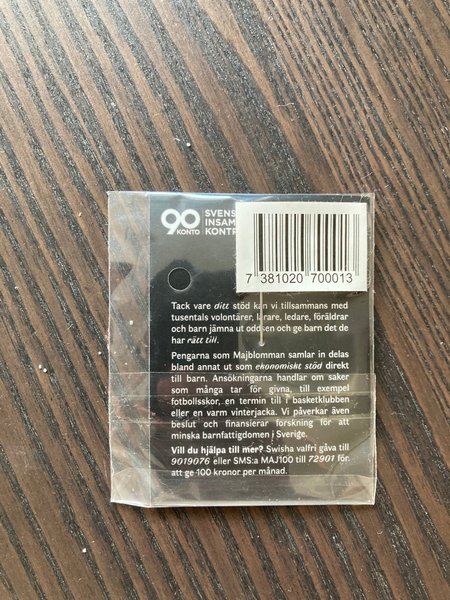 90
KONTO
SVENS
INSAM
KONTR
7 381020 700013
Tack vare ditt stöd kan vi tillsammans med
tusentals volontärer, lärare, ledare, föräldrar
och barn jämna ut oddsen och ge barn det de
har rätt till.
Pengarna som Majblomman samlar in delas
bland annat ut som ekonomiskt stöd direkt
till barn. Ansökningarna handlar om saker
som många tar för givna, till exempel
fotbollsskor, en termin till i basketklubben
eller en varm vinterjacka. Vi påverkar även
beslut och finansierar forskning för att
minska barnfattigdomen i Sverige.
Vill du hjälpa till mer? Swisha valfri gåva till
9019076 eller SMS:a MAJ100 till 72901 för
att ge 100 kronor per månad.